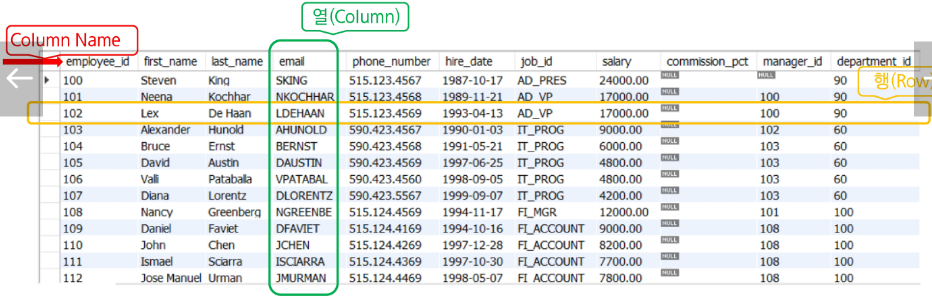 열(Column)
Column Name
employee_id first_name last_name email phone_number hire_date job_id salary commission_pct manager_id department_id
100 Steven King SKING 515.123.4567 1987-10-17 AD_PRES 24000.00 NULL NULL 90
행(Row)
101 Neena Kochhar NKOCHHAR 515.123.4568 1989-11-21 AD_VP 17000.00 NULL 100 90
102 Lex De Haan LDEHAAN 515.123.4569 1993-04-13 AD_VP 17000.00 NULL 100 90
103 Alexander Hunold AHUNOLD 590.423.4567 1990-01-03 IT_PROG 9000.00 NULL 102 60
104 Bruce Ernst BERNST 590.423.4568 1991-05-21 IT_PROG 6000.00 NULL 103 60
105 David Austin DAUSTIN 590.423.4569 1997-06-25 IT_PROG 4800.00 NULL 103 60
106 Valli Pataballa VPATABAL 590.423.4560 1998-09-05 IT_PROG 4800.00 NULL 103 60
107 Diana Lorentz DLORENTZ 590.423.5567 1999-09-07 IT_PROG 4200.00 NULL 103 60
108 Nancy Greenberg NGREENBE 515.124.4569 1994-11-17 FI_MGR 12000.00 NULL 101 100
109 Daniel Faviet DFAVIET 515.124.4169 1994-10-16 FI_ACCOUNT 9000.00 NULL 108 100
110 John Chen JCHEN 515.124.4269 1997-12-28 FI_ACCOUNT 8200.00 NULL 108 100
111 Ismael Sciarra ISCIARRA 515.124.4369 1997-10-30 FI_ACCOUNT 7700.00 NULL 108 100
112 Jose Manuel Urman JMURMAN 515.124.4469 1998-05-07 FI_ACCOUNT 7800.00 NULL 108 100